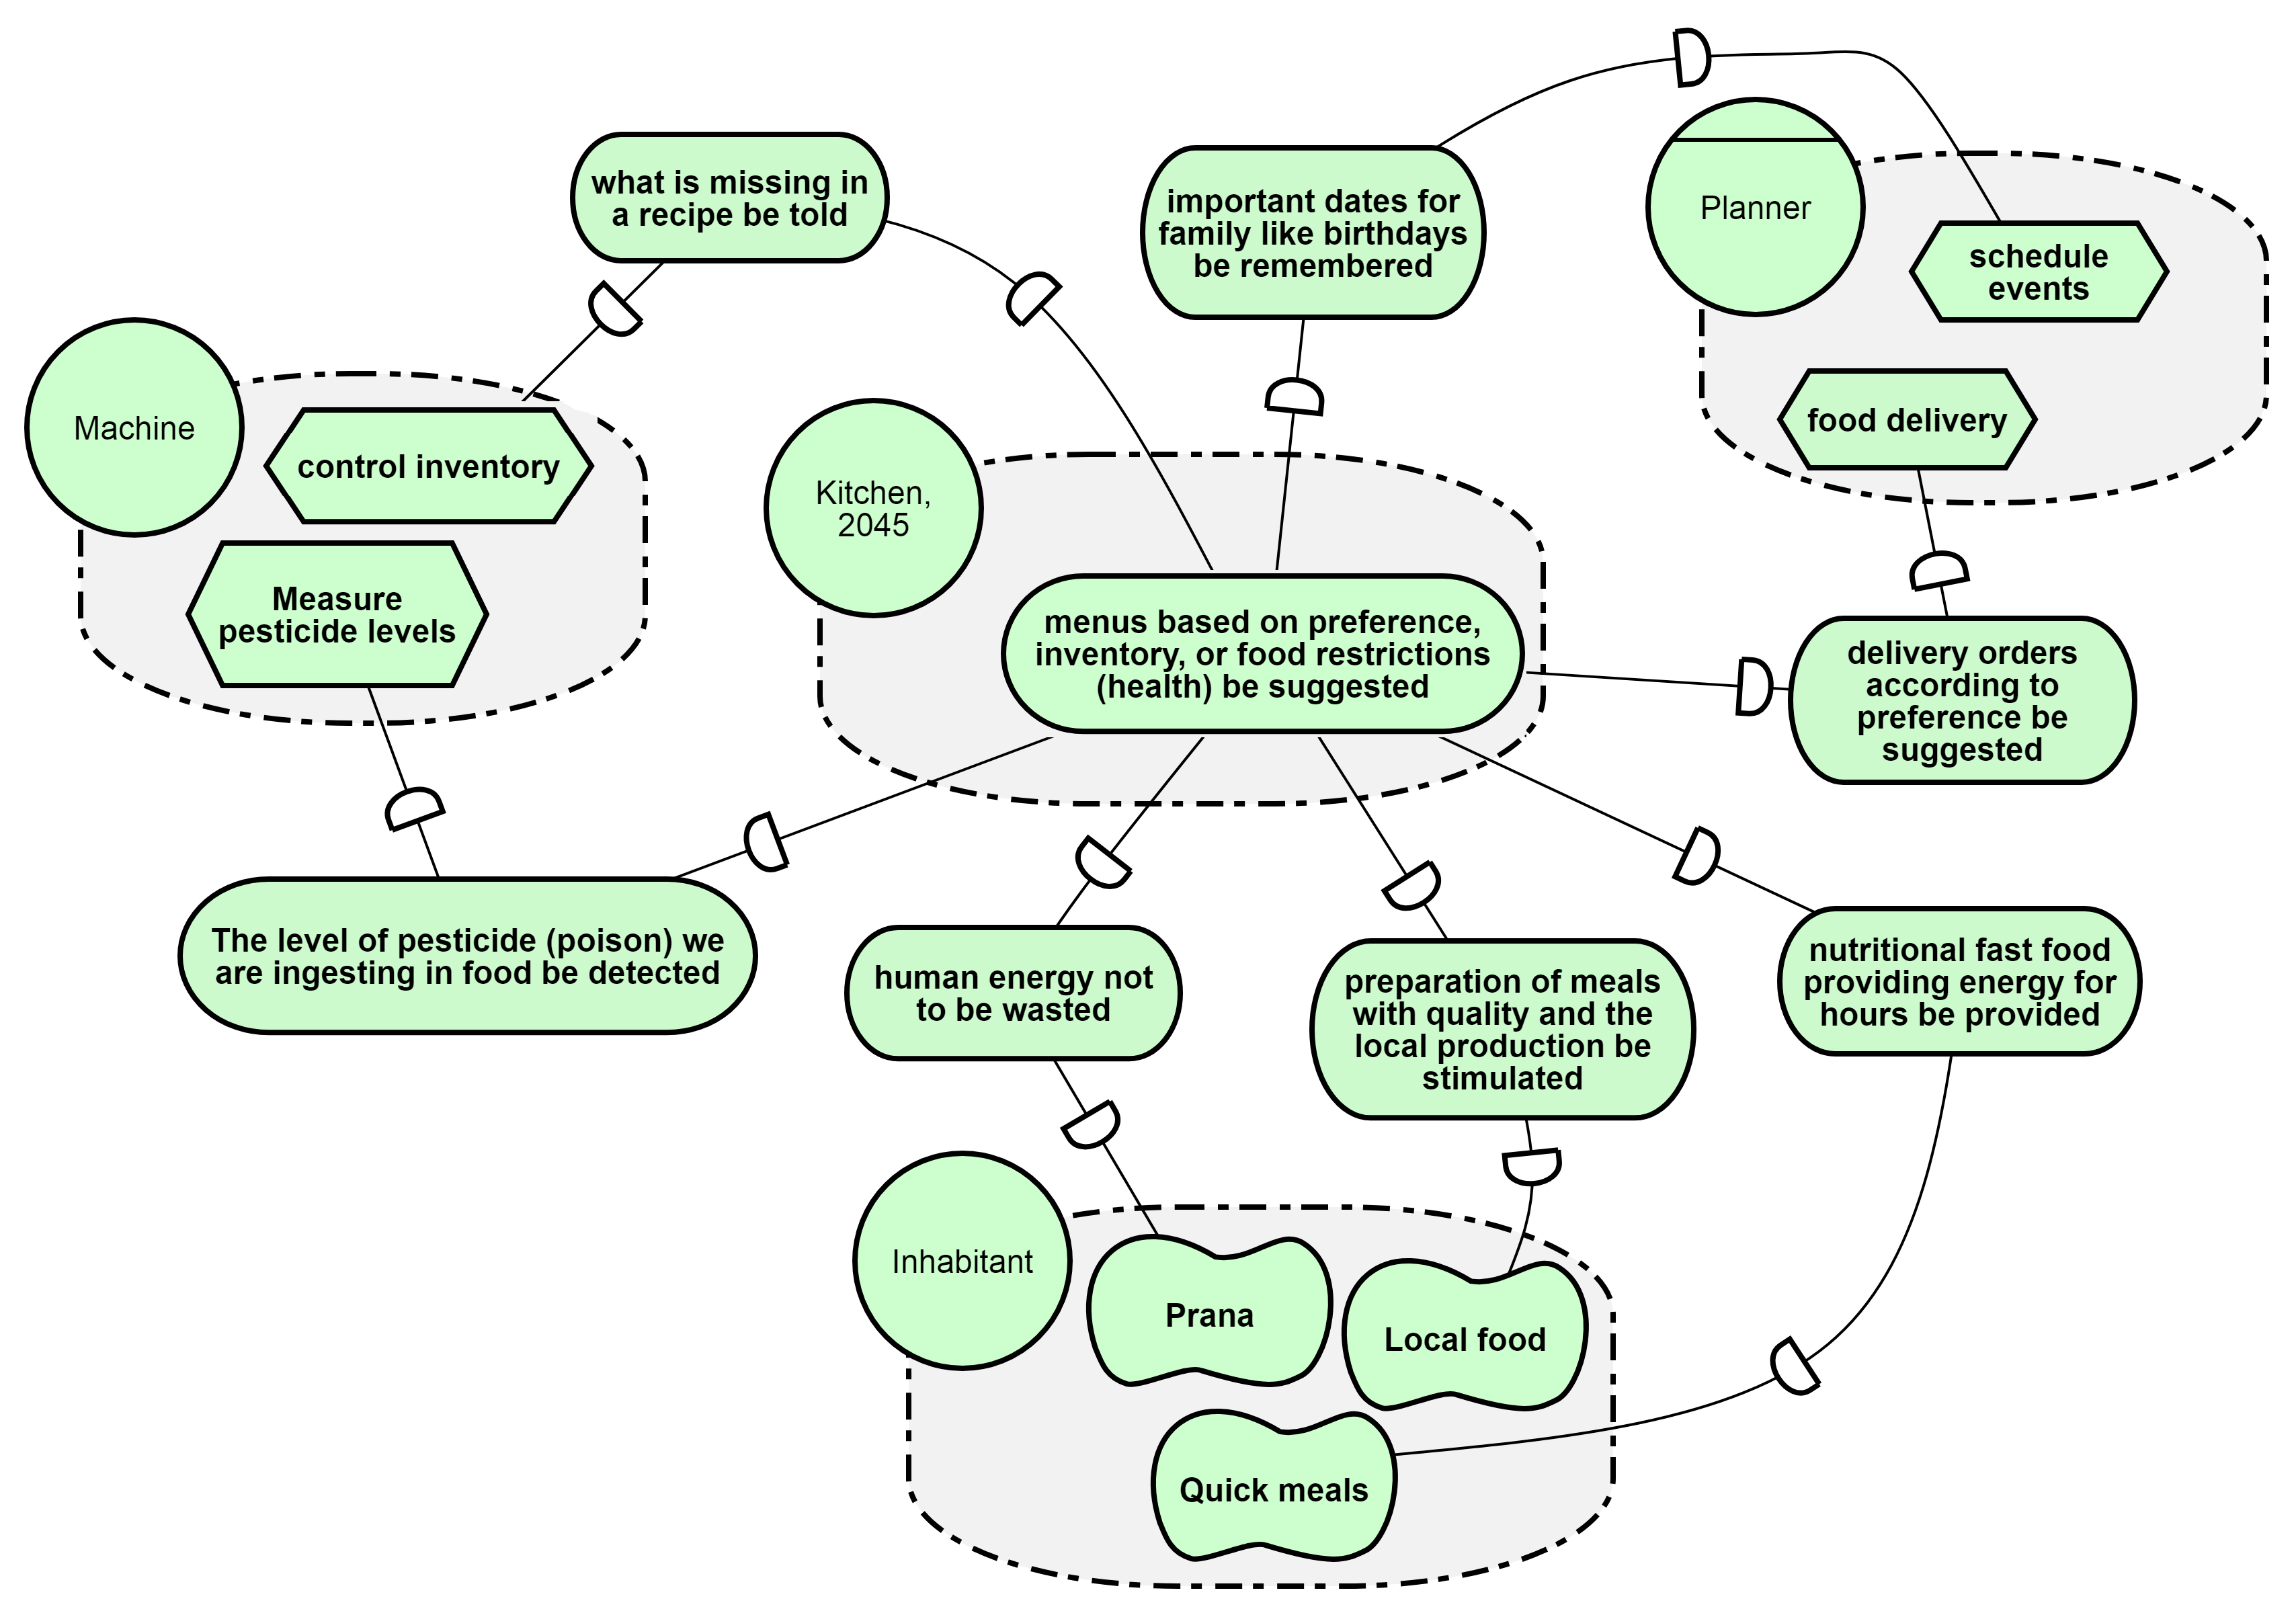 what is missing in
a recipe be told
important dates for
family like birthdays
be remembered
Planner
schedule
events
food delivery
Machine
control inventory
Measure
pesticide levels
Kitchen,
2045
menus based on preference,
inventory, or food restrictions
(health) be suggested
delivery orders
according to
preference be
suggested
The level of pesticide (poison) we
are ingesting in food be detected
human energy not
to be wasted
preparation of meals
with quality and the
local production be
stimulated
nutritional fast food
providing energy for
hours be provided
Inhabitant
Prana
Local food
Quick meals